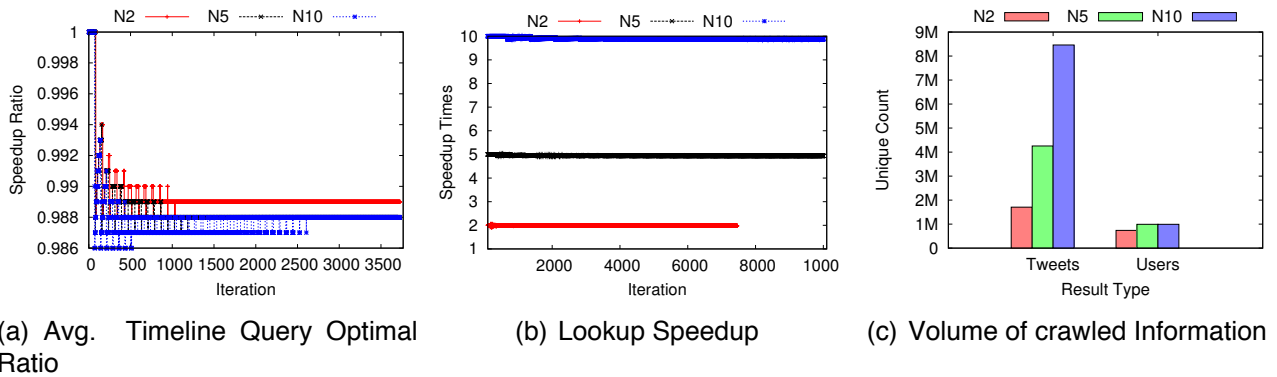 N2 N5 N10
1
0.998
0.996
0.994
0.992
0.99
0.988
0.986
0 500 1000 1500 2000 2500 3000 3500
Speedup Ratio
Iteration
(a) Avg. Timeline Query Optimal
Ratio
N2 N5 N10
10
9
8
7
6
5
4
3
2
1
2000 4000 6000 8000 1000
Speedup Times
Iteration
(b) Lookup Speedup
N2 N5 N10
9M
8M
7M
6M
5M
4M
3M
2M
1M
0
Tweets Users
Unique Count
Result Type
(c) Volume of crawled Information